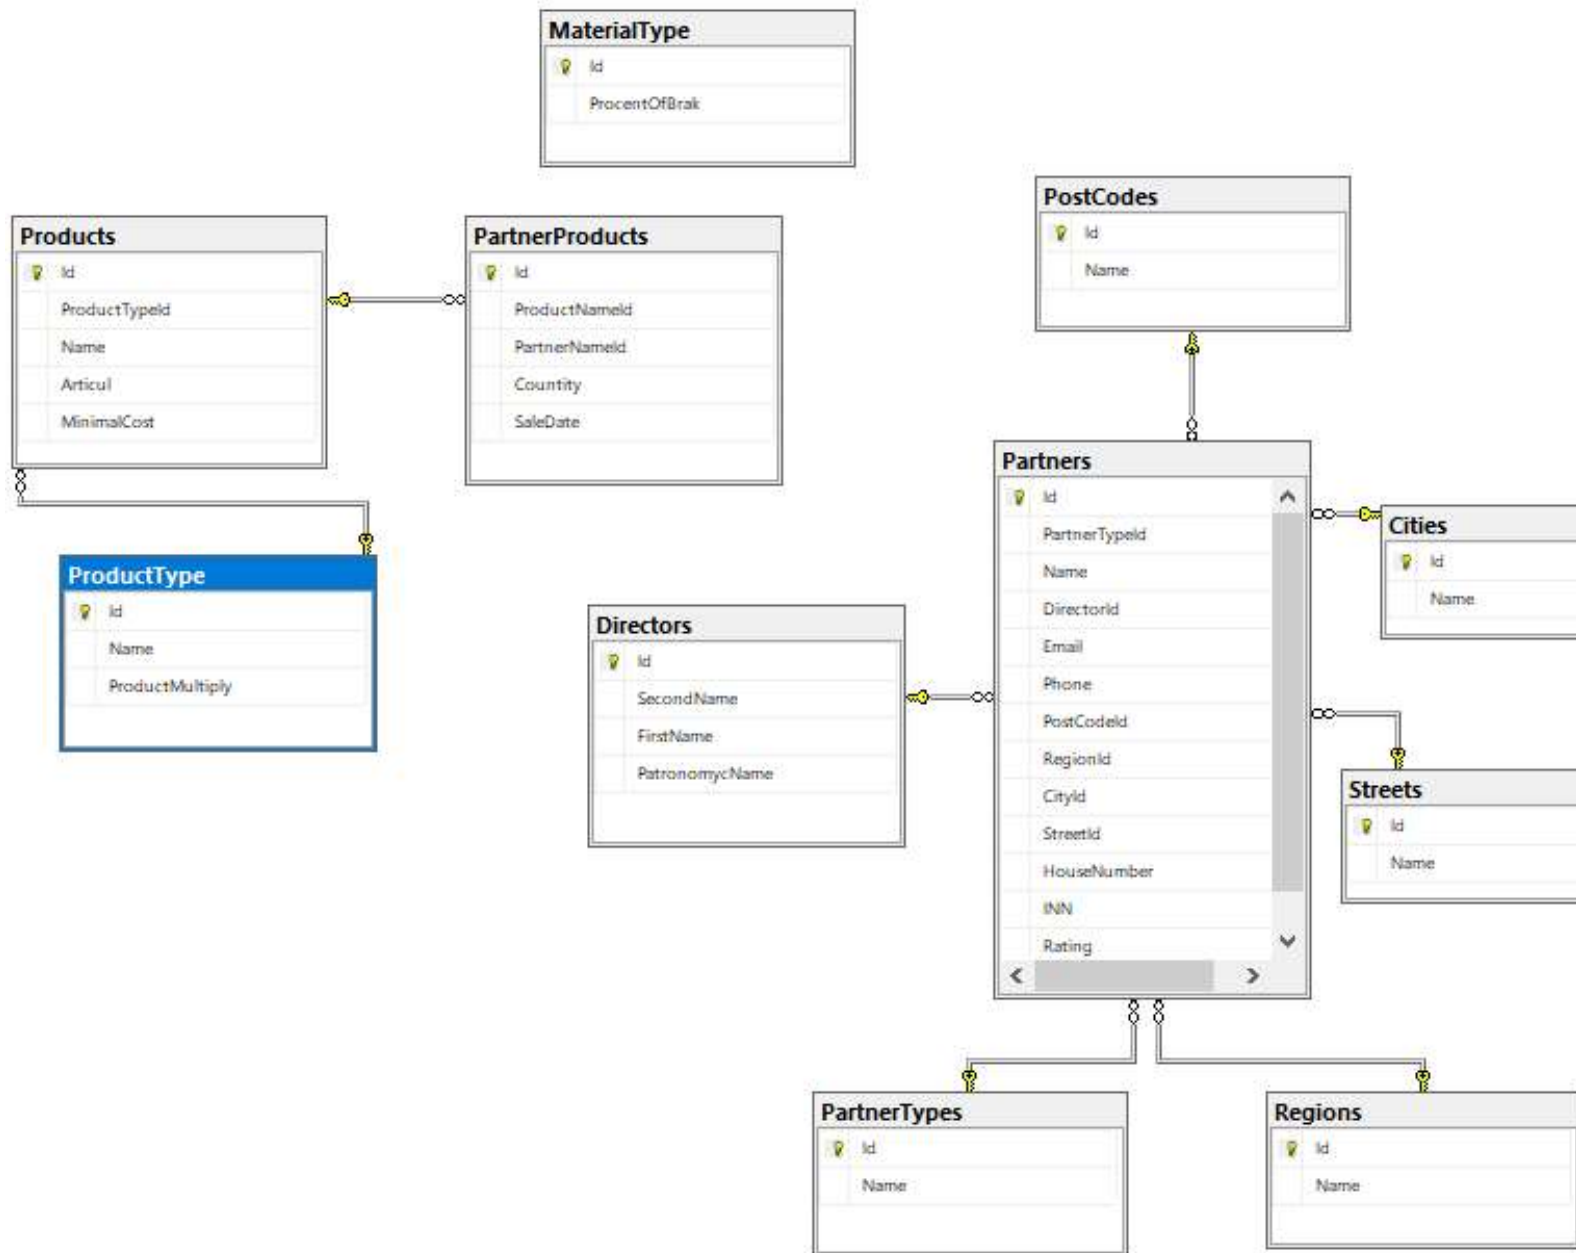 MaterialType
Id
ProcentOfBrak
PostCodes
Id
Name
Products
Id
ProductTypeId
Name
Articul
MinimalCost
PartnerProducts
Id
ProductNameId
PartnerNameId
Countity
SaleDate
Partners
Id
PartnerTypeId
Name
DirectorId
Email
Phone
PostCodeId
RegionId
CityId
StreetId
HouseNumber
INN
Rating
Cities
Id
Name
ProductType
Id
Name
ProductMultiply
Directors
Id
SecondName
FirstName
PatronomycName
Streets
Id
Name
PartnerTypes
Id
Name
Regions
Id
Name